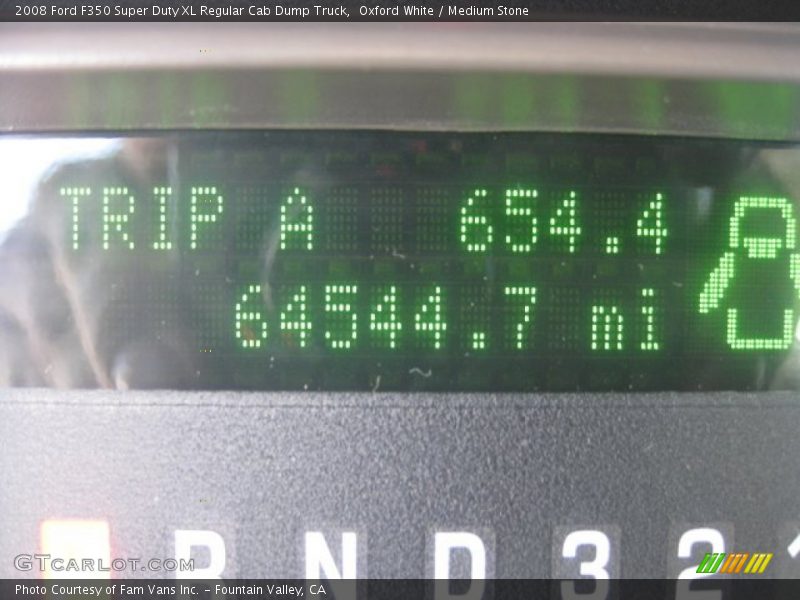 2008 Ford F350 Super Duty XL Regular Cab Dump Truck,  Oxford White / Medium Stone
TRIP A 654.4
64544.7 mi
R N D 3 2
GTCarlot.com
Photo Courtesy of Fam Vans Inc. – Fountain Valley, CA